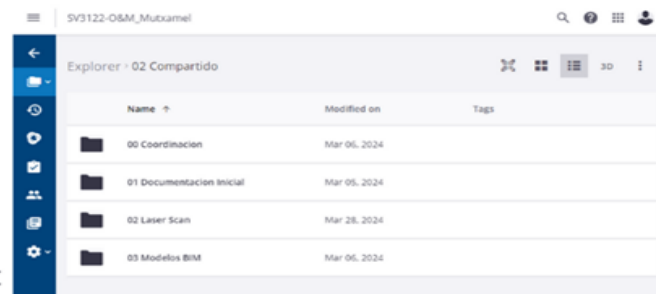 SV3122-O&M_Mutxamel
Explorer › 02 Compartido
3D
Name ↑ Modified on Tags
00 Coordinacion Mar 06, 2024
01 Documentacion Inicial Mar 05, 2024
02 Laser Scan Mar 28, 2024
03 Modelos BIM Mar 06, 2024